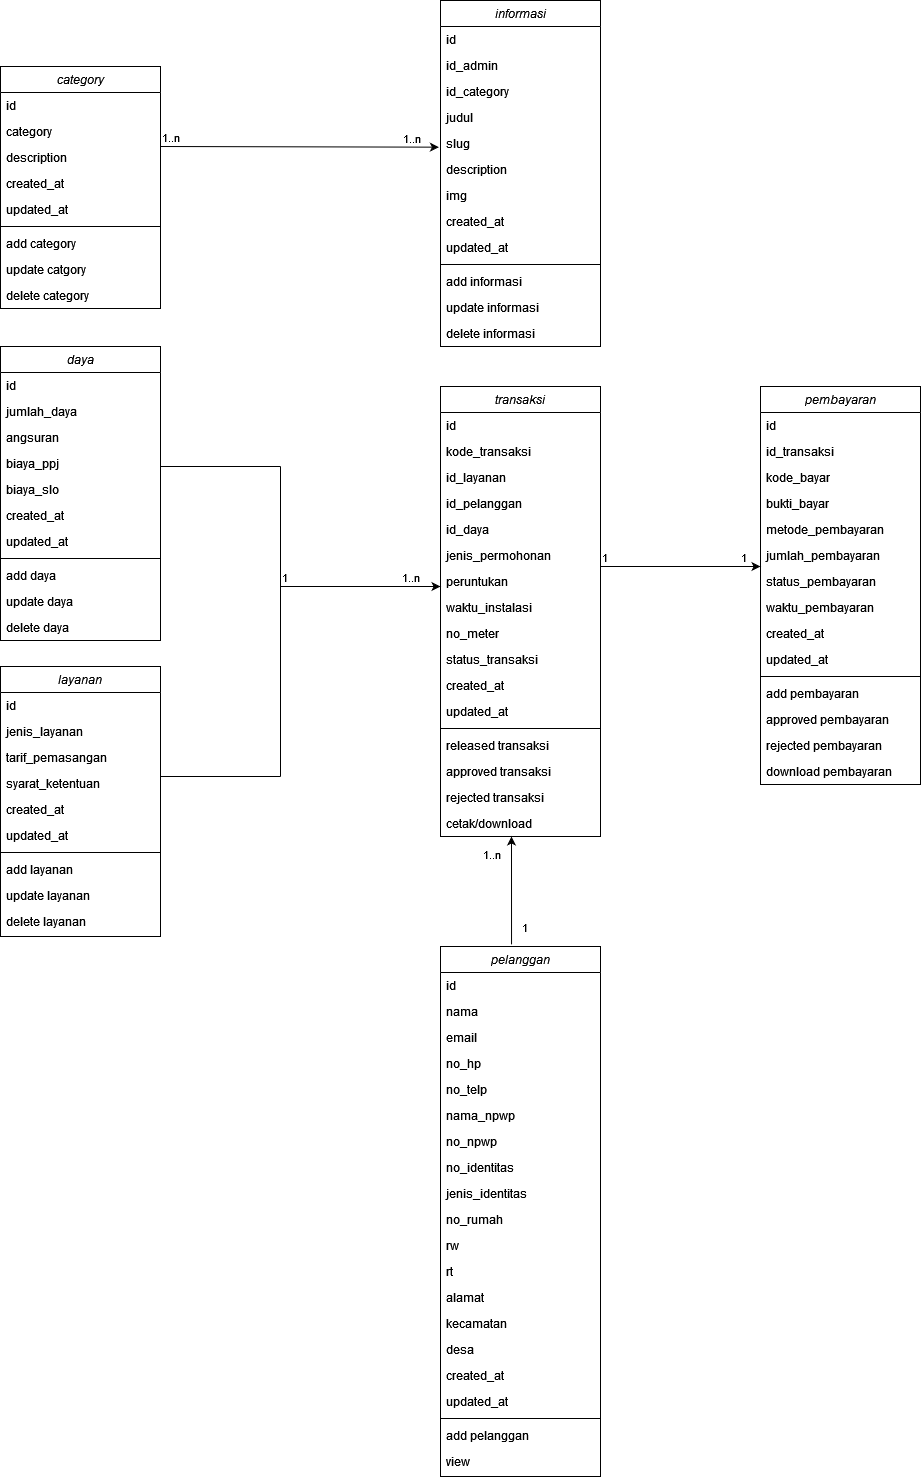 informasi
id
id_admin
id_category
judul
slug
description
img
created_at
updated_at
add informasi
update informasi
delete informasi
category
id
category
description
created_at
updated_at
add category
update catgory
delete category
1..n
1..n
daya
id
jumlah_daya
angsuran
biaya_ppj
biaya_slo
created_at
updated_at
add daya
update daya
delete daya
layanan
id
jenis_layanan
tarif_pemasangan
syarat_ketentuan
created_at
updated_at
add layanan
update layanan
delete layanan
1
1..n
transaksi
id
kode_transaksi
id_layanan
id_pelanggan
id_daya
jenis_permohonan
peruntukan
waktu_instalasi
no_meter
status_transaksi
created_at
updated_at
released transaksi
approved transaksi
rejected transaksi
cetak/download
1
1
pembayaran
id
id_transaksi
kode_bayar
bukti_bayar
metode_pembayaran
jumlah_pembayaran
status_pembayaran
waktu_pembayaran
created_at
updated_at
add pembayaran
approved pembayaran
rejected pembayaran
download pembayaran
1..n
1
pelanggan
id
nama
email
no_hp
no_telp
nama_npwp
no_npwp
no_identitas
jenis_identitas
no_rumah
rw
rt
alamat
kecamatan
desa
created_at
updated_at
add pelanggan
view